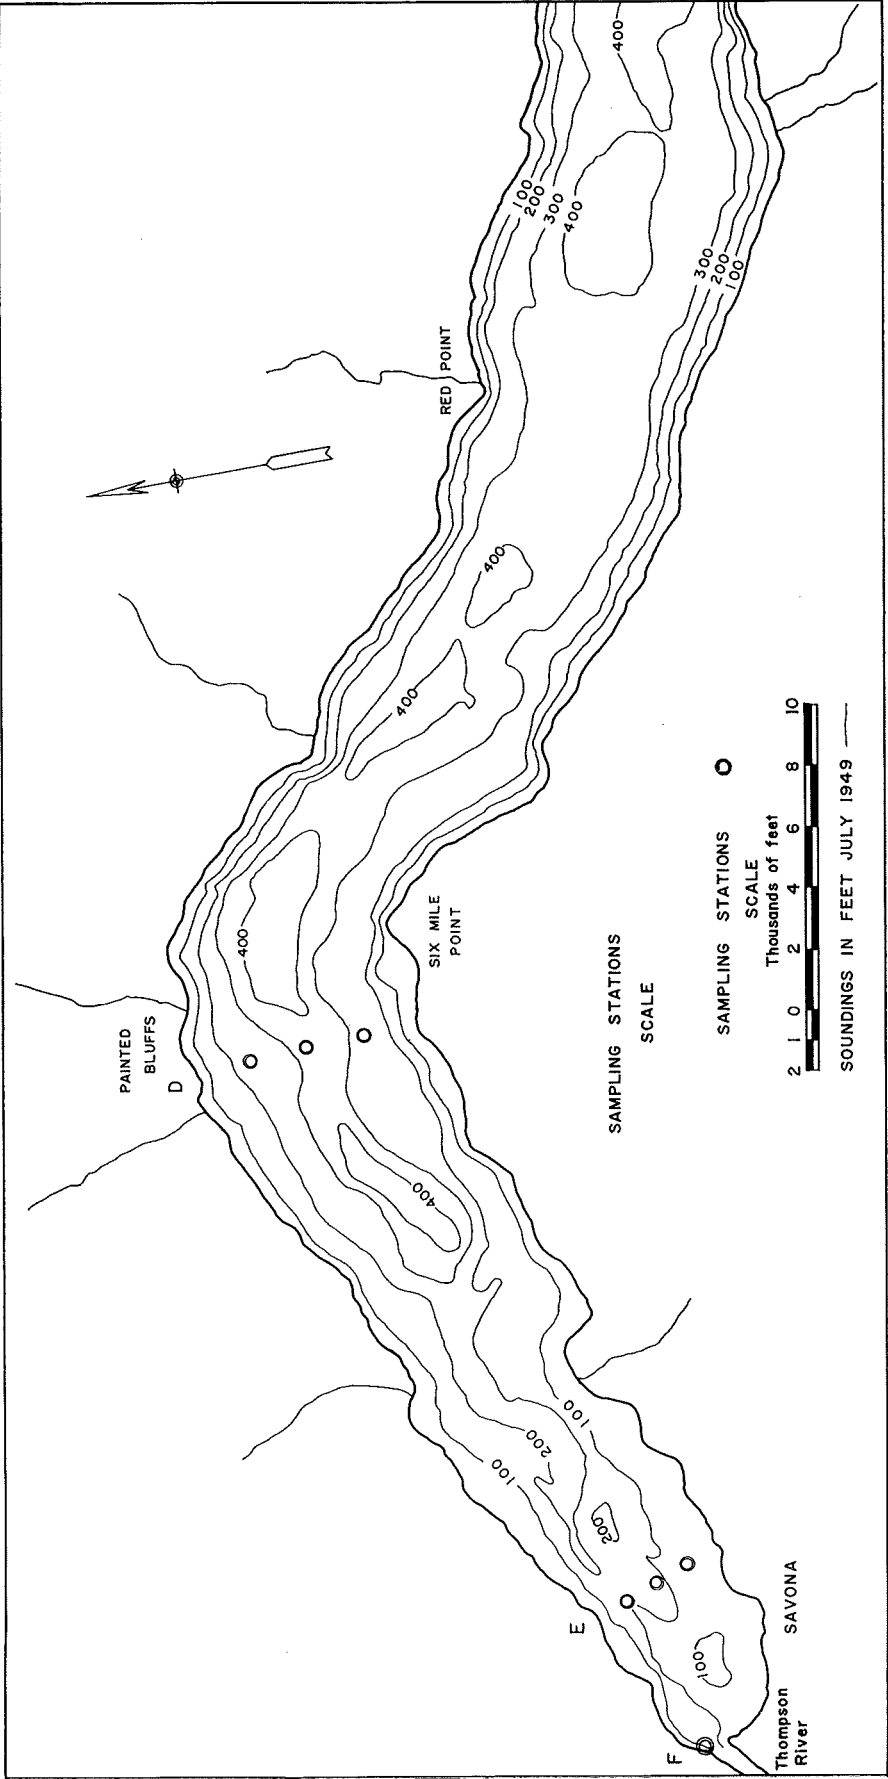 400
100
200
300
400
300
200
100
RED POINT
400
400
400
SIX MILE
POINT
PAINTED
BLUFFS
D
400
100
200
100
200
E
100
SAVONA
F
Thompson
River
SAMPLING STATIONS
SCALE
SAMPLING STATIONS
SCALE
Thousands of feet
2 1 0 2 4 6 8 10
SOUNDINGS IN FEET JULY 1949